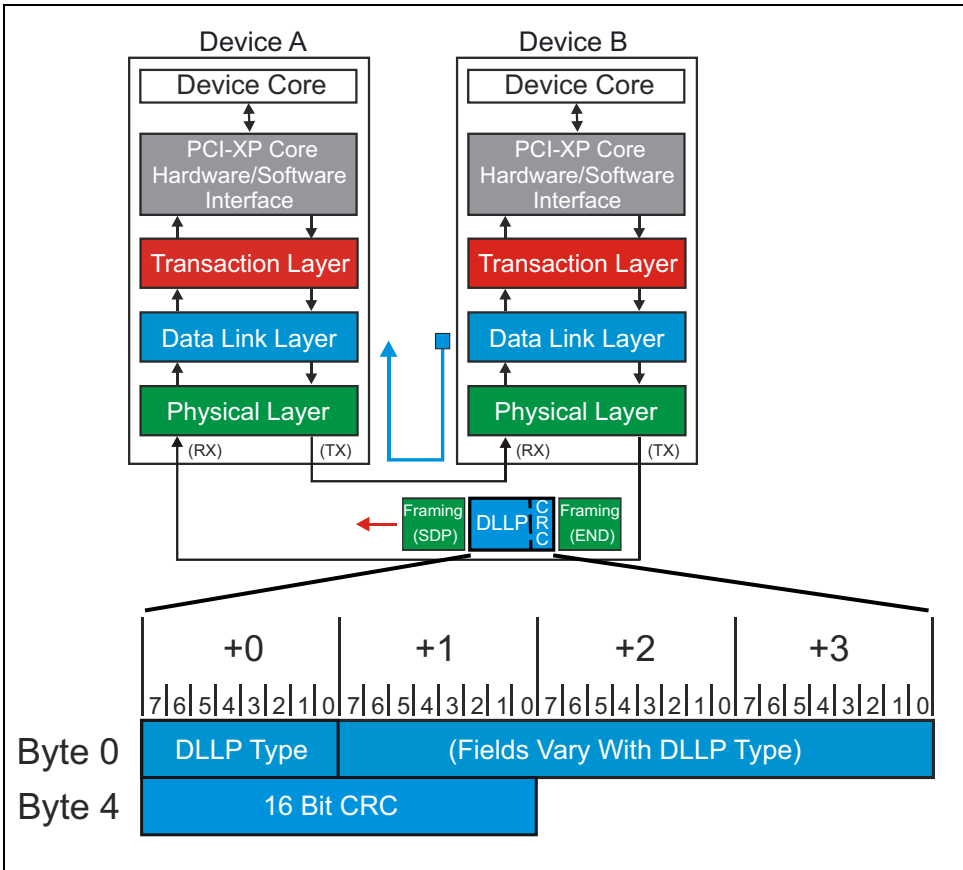 Device A
Device B
Device Core
Device Core
PCI-XP Core
Hardware/Software
Interface
PCI-XP Core
Hardware/Software
Interface
Transaction Layer
Transaction Layer
Data Link Layer
Data Link Layer
Physical Layer
Physical Layer
(RX) (TX) (RX) (TX)
Framing
(SDP)
DLLP
CRC
Framing
(END)
+0 +1 +2 +3
7 6 5 4 3 2 1 0 7 6 5 4 3 2 1 0 7 6 5 4 3 2 1 0 7 6 5 4 3 2 1 0
Byte 0 DLLP Type (Fields Vary With DLLP Type)
Byte 4 16 Bit CRC